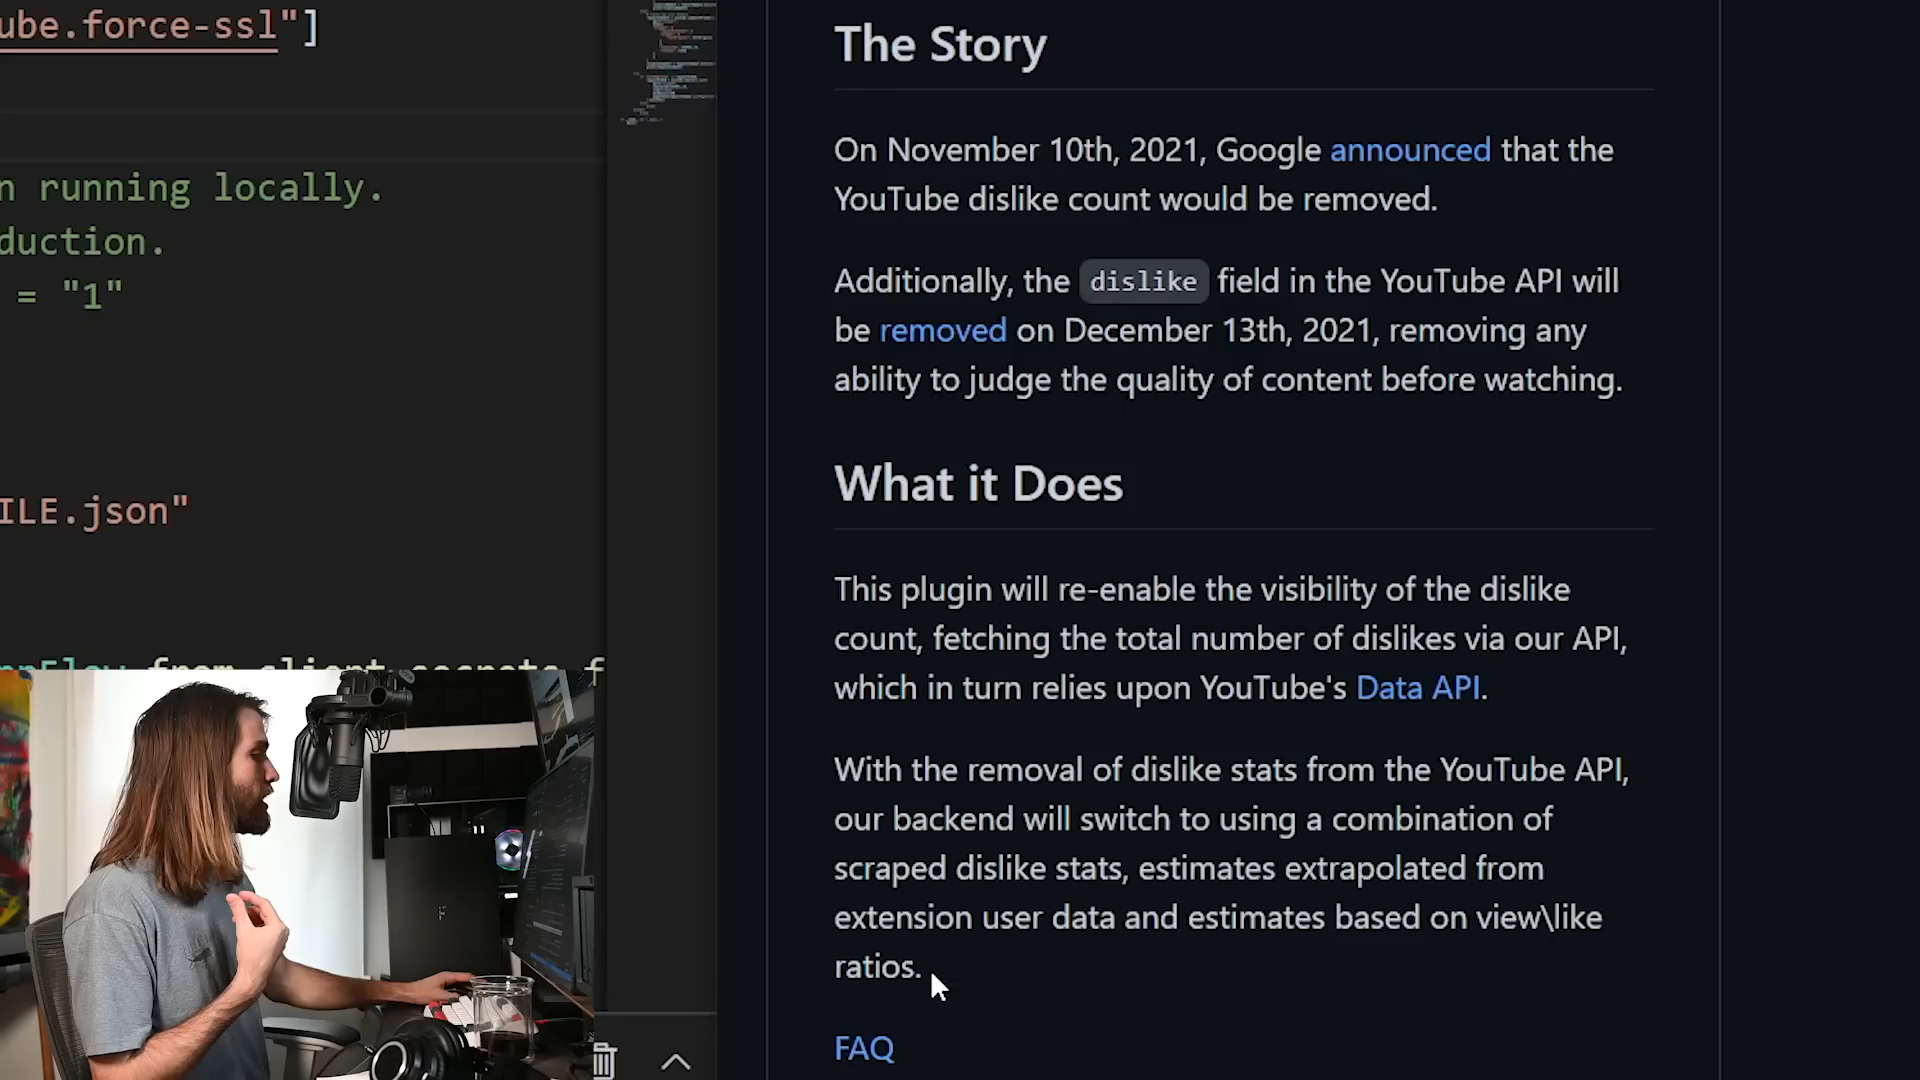 ube.force-ssl"]
n running locally.
duction.
= "1"
ILE.json"
from client secrets f
The Story
On November 10th, 2021, Google announced that the
YouTube dislike count would be removed.
Additionally, the dislike field in the YouTube API will
be removed on December 13th, 2021, removing any
ability to judge the quality of content before watching.
What it Does
This plugin will re-enable the visibility of the dislike
count, fetching the total number of dislikes via our API,
which in turn relies upon YouTube's Data API.
With the removal of dislike stats from the YouTube API,
our backend will switch to using a combination of
scraped dislike stats, estimates extrapolated from
extension user data and estimates based on view\like
ratios.
FAQ